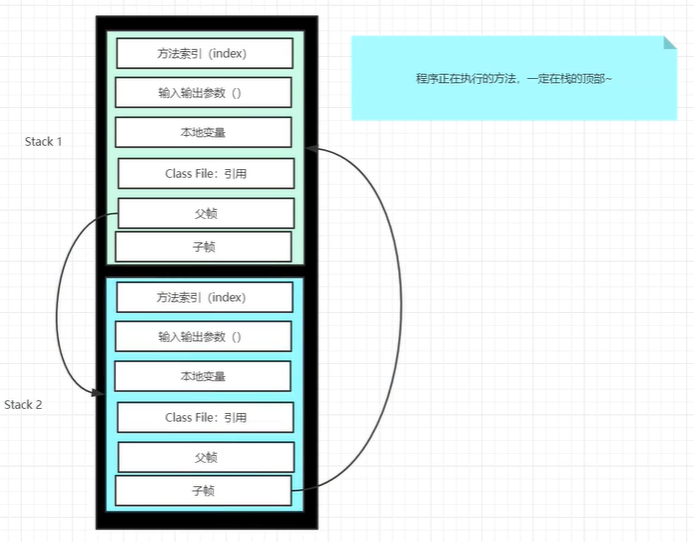 方法索引（index）
输入输出参数（）
本地变量
Stack 1
Class File：引用
父帧
子帧
程序正在执行的方法，一定在栈的顶部~
方法索引（index）
输入输出参数（）
本地变量
Stack 2
Class File：引用
父帧
子帧